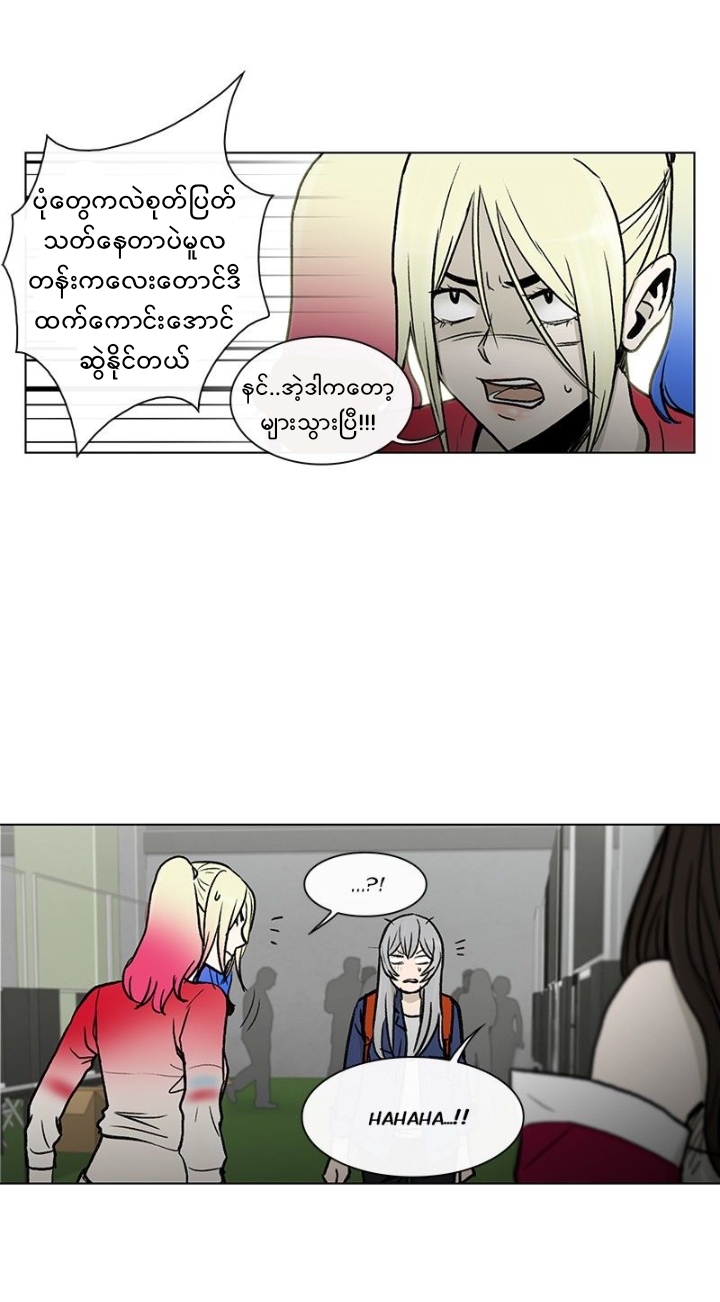 ပုံတွေကလဲစုတ်ပြတ်
သတ်နေတာပဲမူလ
တန်းကလေးတောင်ဒီ
ထက်ကောင်းအောင်
ဆွဲနိုင်တယ်
နင်..အဲ့ဒါကတော့
များသွားပြီ!!!
...?!
HAHAHA...!!